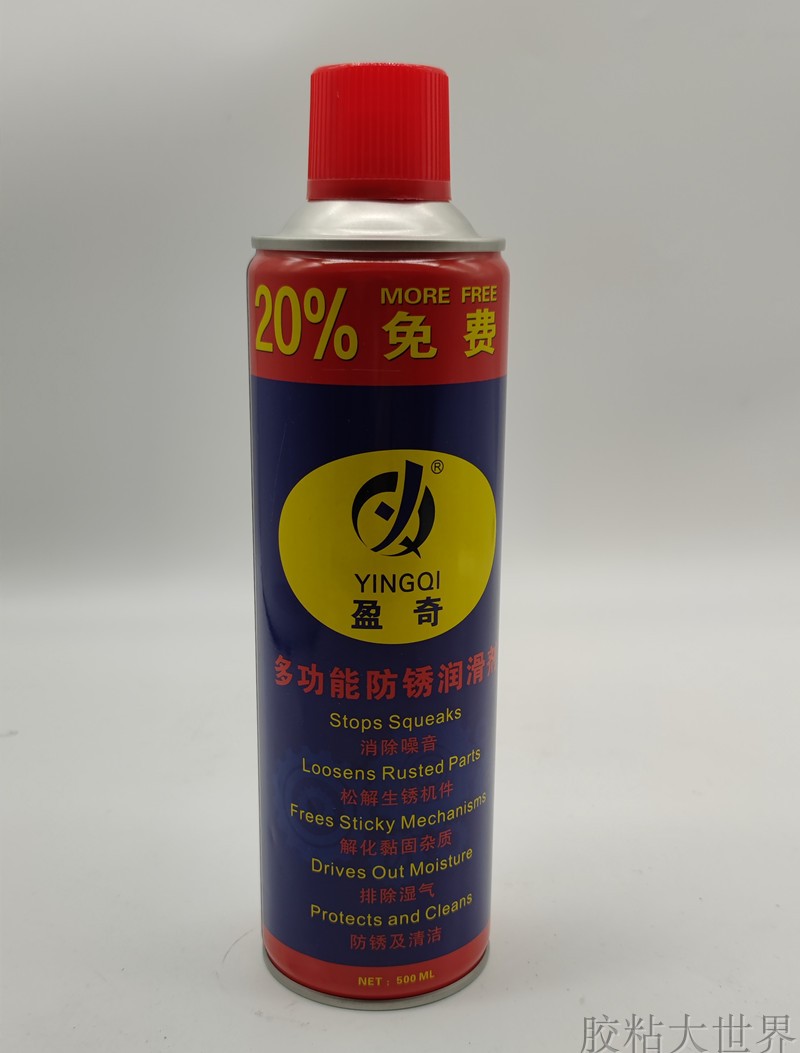 20% MORE FREE
免费
®
YINGQI
盈奇
多功能防锈润滑剂
Stops Squeaks
消除噪音
Loosens Rusted Parts
松解生锈机件
Frees Sticky Mechanisms
解化黏固杂质
Drives Out Moisture
排除湿气
Protects and Cleans
防锈及清洁
NET：500 ML
胶粘大世界